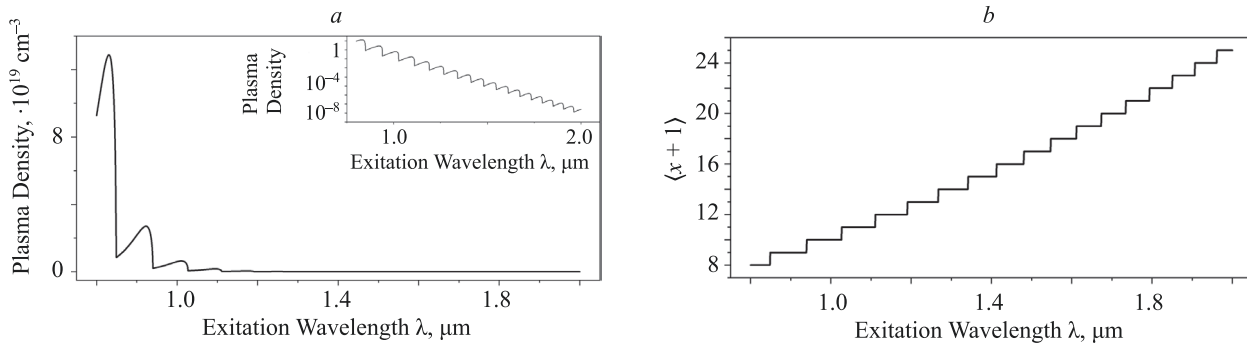 a
Plasma Density, ·10¹⁹ cm⁻³
8
0
1.0
1.4
1.8
Exitation Wavelength λ, μm
Plasma
Density
1
10⁻⁴
10⁻⁸
1.0
2.0
Exitation Wavelength λ, μm
b
⟨x + 1⟩
24
20
16
12
8
1.0
1.4
1.8
Exitation Wavelength λ, μm